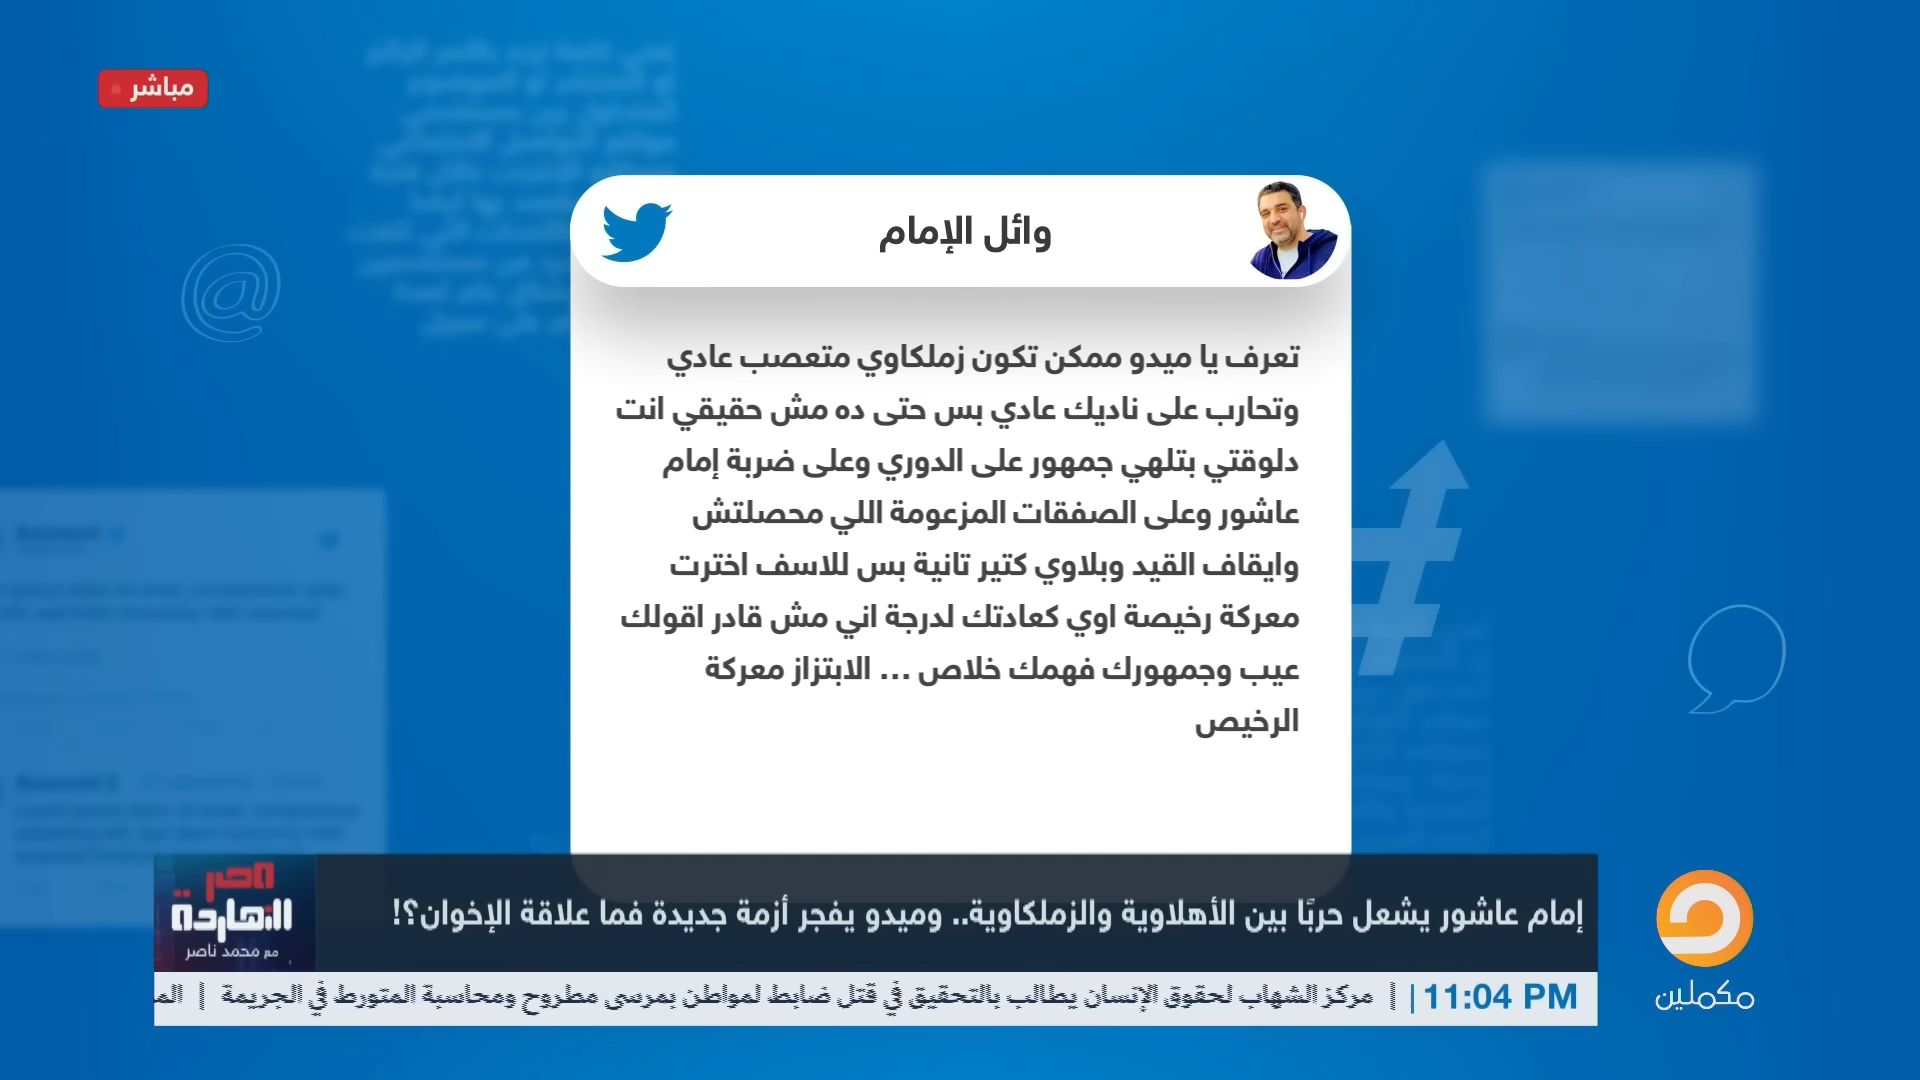 مباشر
وائل الإمام
تعرف يا ميدو ممكن تكون زملكاوي متعصب عادي
وتحارب على ناديك عادي بس حتى ده مش حقيقي انت
دلوقتي بتلهي جمهور على الدوري وعلى ضربة إمام
عاشور وعلى الصفقات المزعومة اللي محصلتش
وايقاف القيد وبلاوي كتير تانية بس للاسف اخترت
معركة رخيصة اوي كعادتك لدرجة اني مش قادر اقولك
عيب وجمهورك فهمك خلاص ... الابتزاز معركة
الرخيص
إمام عاشور يشعل حربًا بين الأهلاوية والزملكاوية.. وميدو يفجر أزمة جديدة فما علاقة الإخوان؟!
مصر
النهاردة
مع محمد ناصر
11:04 PM | | مركز الشهاب لحقوق الإنسان يطالب بالتحقيق في قتل ضابط لمواطن بمرسى مطروح ومحاسبة المتورط في الجريمة |
مكملين